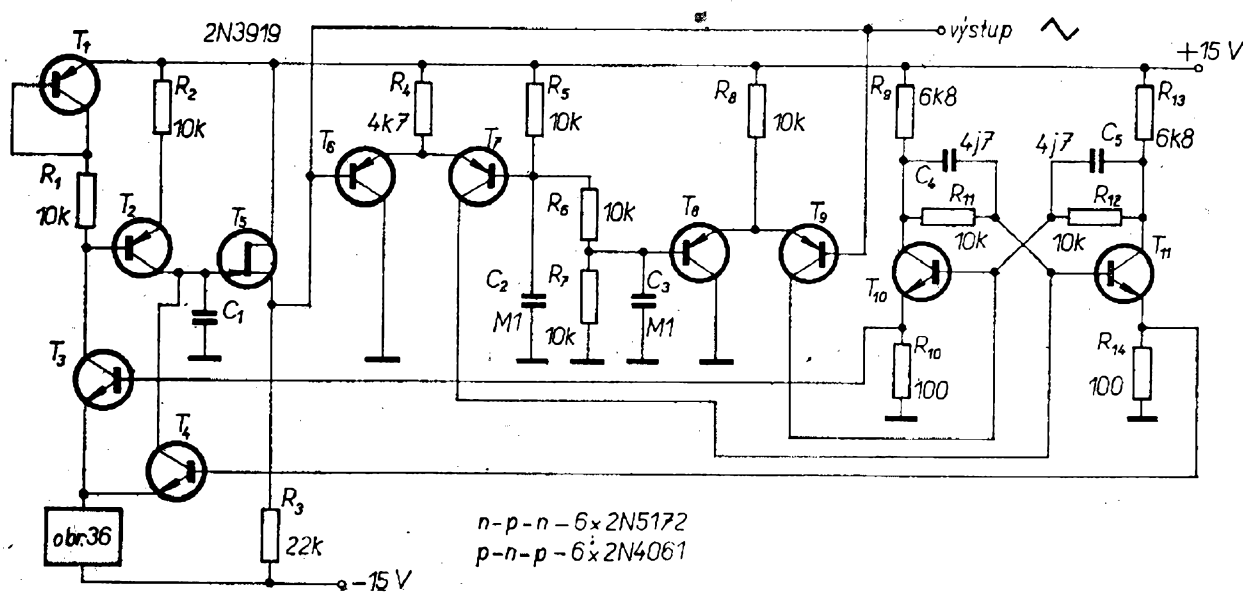 výstup
2N3919
+15 V
T1
R2
10k
R4
4k7
R5
10k
R8
10k
R9
6k8
R13
6k8
R1
10k
T6
T7
4j7
C4
4j7
C5
R11
10k
R12
10k
T2
T5
R6
10k
T8
T9
T10
T11
C1
C2
M1
R7
10k
C3
M1
T3
R10
100
R14
100
T4
R3
22k
obr.36
n-p-n-6×2N5172
p-n-p-6×2N4061
-15 V